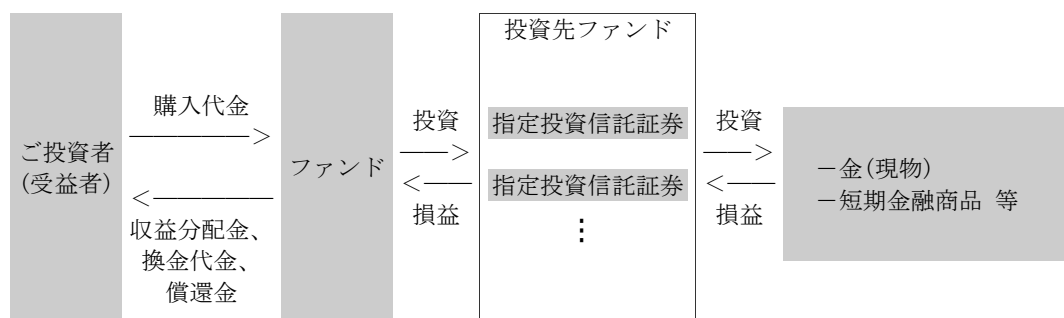 投資先ファンド
購入代金
――――――>
ご投資者
(受益者)
<――――――
収益分配金、
換金代金、
償還金
ファンド
投資
――>
<――
損益
指定投資信託証券
指定投資信託証券
⋮
投資
――>
<――
損益
－金(現物)
－短期金融商品 等